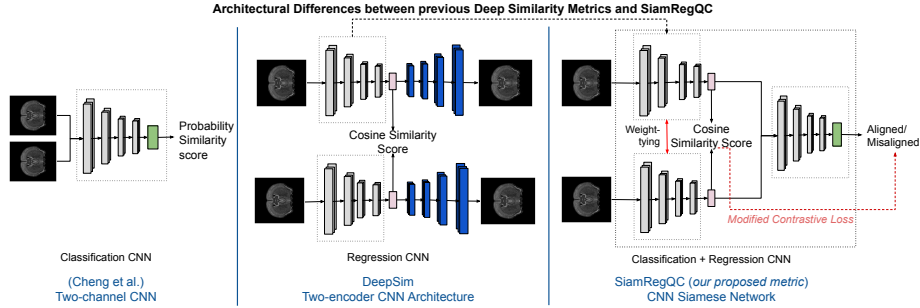 Architectural Differences between previous Deep Similarity Metrics and SiamRegQC
Probability
Similarity
score
Classification CNN
(Cheng et al.)
Two-channel CNN
Cosine Similarity
Score
Regression CNN
DeepSim
Two-encoder CNN Architecture
Weight-
tying
Cosine
Similarity Score
Aligned/
Misaligned
Modified Contrastive Loss
Classification + Regression CNN
SiamRegQC (our proposed metric)
CNN Siamese Network